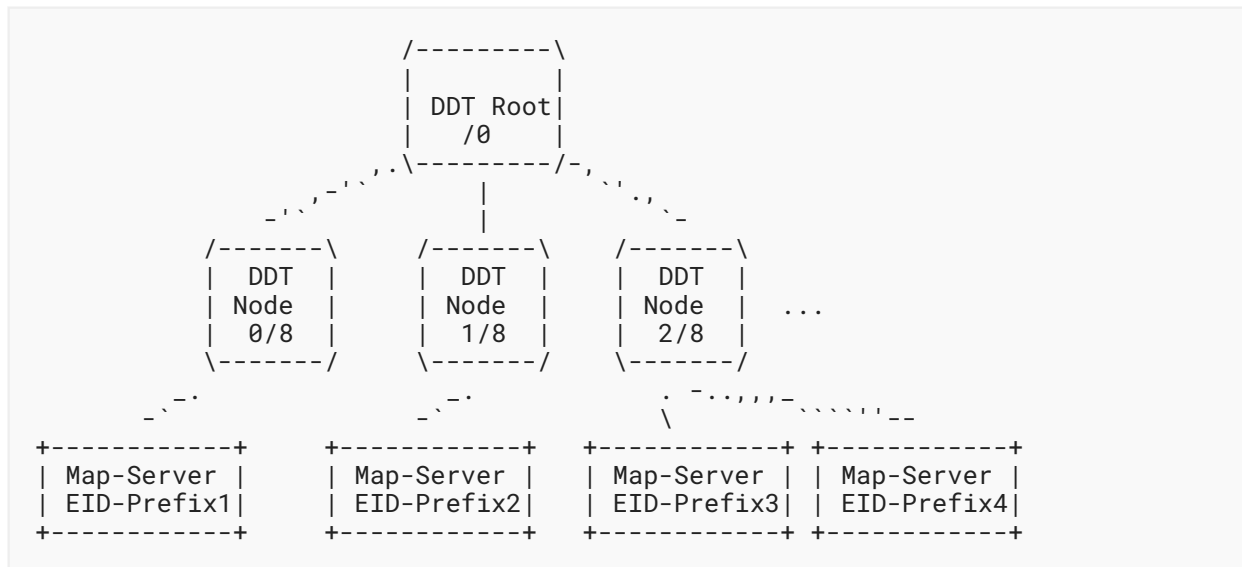 DDT Root
/0
DDT DDT DDT
Node Node Node ...
0/8 1/8 2/8
Map-Server Map-Server Map-Server Map-Server
EID-Prefix1 EID-Prefix2 EID-Prefix3 EID-Prefix4